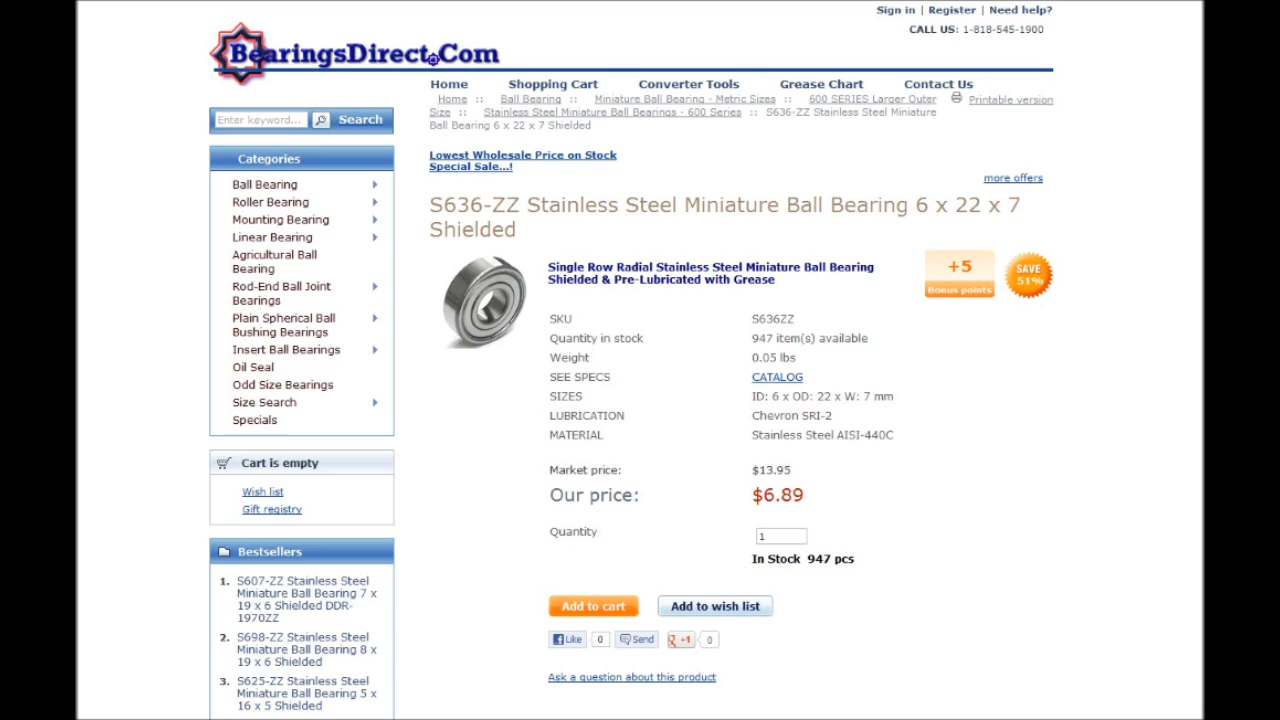 Sign in | Register | Need help?
CALL US: 1-818-545-1900
BearingsDirect.Com
Home Shopping Cart Converter Tools Grease Chart Contact Us
Home :: Ball Bearing :: Miniature Ball Bearing - Metric Sizes :: 600 SERIES Larger Outer
Size :: Stainless Steel Miniature Ball Bearings - 600 Series :: S636-ZZ Stainless Steel Miniature
Ball Bearing 6 x 22 x 7 Shielded
Printable version
Enter keyword... Search
Categories
Ball Bearing
Roller Bearing
Mounting Bearing
Linear Bearing
Agricultural Ball
Bearing
Rod-End Ball Joint
Bearings
Plain Spherical Ball
Bushing Bearings
Insert Ball Bearings
Oil Seal
Odd Size Bearings
Size Search
Specials
Cart is empty
Wish list
Gift registry
Bestsellers
1. S607-ZZ Stainless Steel
Miniature Ball Bearing 7 x
19 x 6 Shielded DDR-
1970ZZ
2. S698-ZZ Stainless Steel
Miniature Ball Bearing 8 x
19 x 6 Shielded
3. S625-ZZ Stainless Steel
Miniature Ball Bearing 5 x
16 x 5 Shielded
Lowest Wholesale Price on Stock
Special Sale...!
more offers
S636-ZZ Stainless Steel Miniature Ball Bearing 6 x 22 x 7
Shielded
Single Row Radial Stainless Steel Miniature Ball Bearing
Shielded & Pre-Lubricated with Grease
+5
Bonus points
SAVE
51%
SKU S636ZZ
Quantity in stock 947 item(s) available
Weight 0.05 lbs
SEE SPECS CATALOG
SIZES ID: 6 x OD: 22 x W: 7 mm
LUBRICATION Chevron SRI-2
MATERIAL Stainless Steel AISI-440C
Market price: $13.95
Our price: $6.89
Quantity 1
In Stock 947 pcs
Add to cart Add to wish list
Like 0 Send +1 0
Ask a question about this product